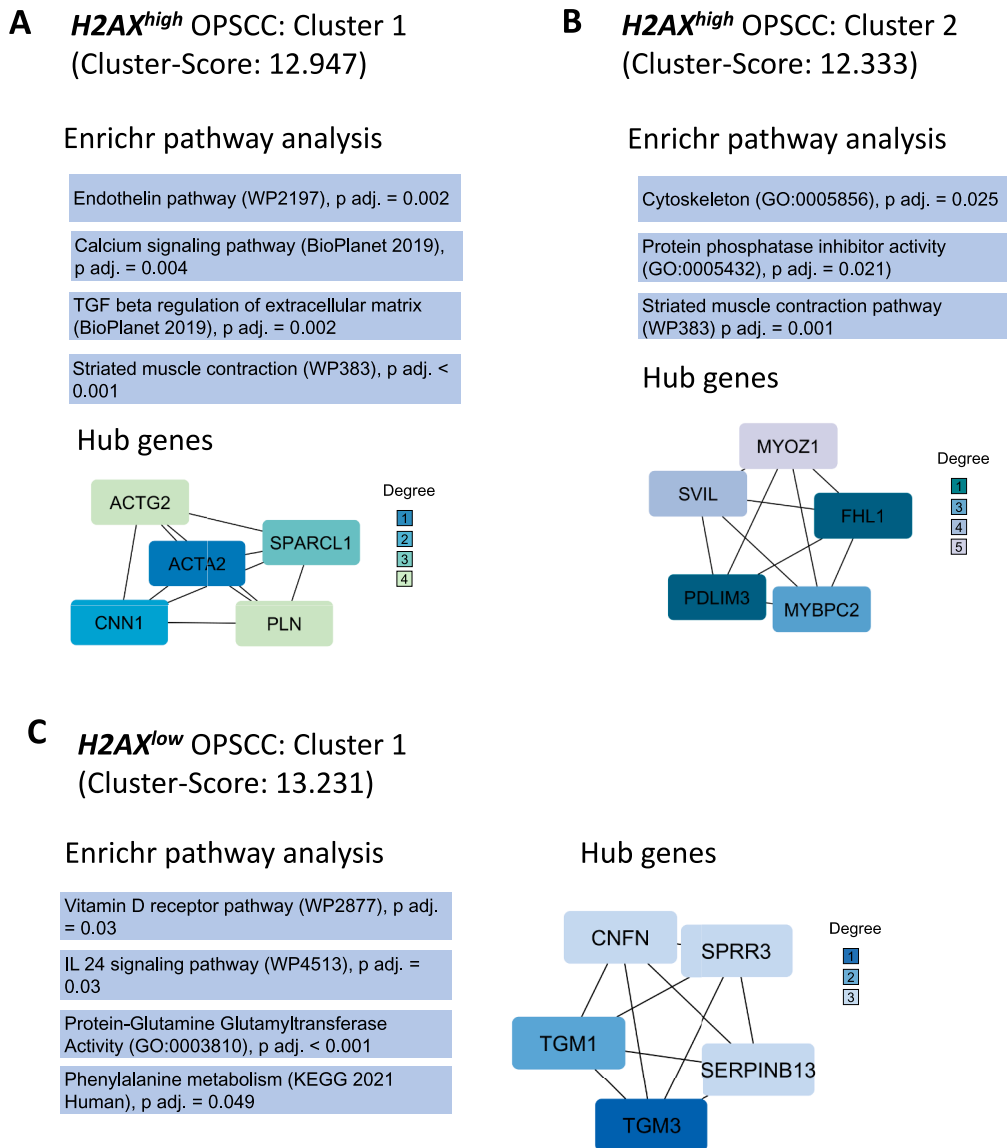 A
H2AXhigh OPSCC: Cluster 1
(Cluster-Score: 12.947)
Enrichr pathway analysis
Endothelin pathway (WP2197), p adj. = 0.002
Calcium signaling pathway (BioPlanet 2019),
p adj. = 0.004
TGF beta regulation of extracellular matrix
(BioPlanet 2019), p adj. = 0.002
Striated muscle contraction (WP383), p adj. <
0.001
Hub genes
ACTG2
SPARCL1
ACTA2
CNN1
PLN
Degree
1
2
3
4
B
H2AXhigh OPSCC: Cluster 2
(Cluster-Score: 12.333)
Enrichr pathway analysis
Cytoskeleton (GO:0005856), p adj. = 0.025
Protein phosphatase inhibitor activity
(GO:0005432), p adj. = 0.021)
Striated muscle contraction pathway
(WP383) p adj. = 0.001
Hub genes
MYOZ1
SVIL
FHL1
PDLIM3
MYBPC2
Degree
1
3
4
5
C
H2AXlow OPSCC: Cluster 1
(Cluster-Score: 13.231)
Enrichr pathway analysis
Vitamin D receptor pathway (WP2877), p adj.
= 0.03
IL 24 signaling pathway (WP4513), p adj. =
0.03
Protein-Glutamine Glutamyltransferase
Activity (GO:0003810), p adj. < 0.001
Phenylalanine metabolism (KEGG 2021
Human), p adj. = 0.049
Hub genes
CNFN
SPRR3
TGM1
SERPINB13
TGM3
Degree
1
2
3